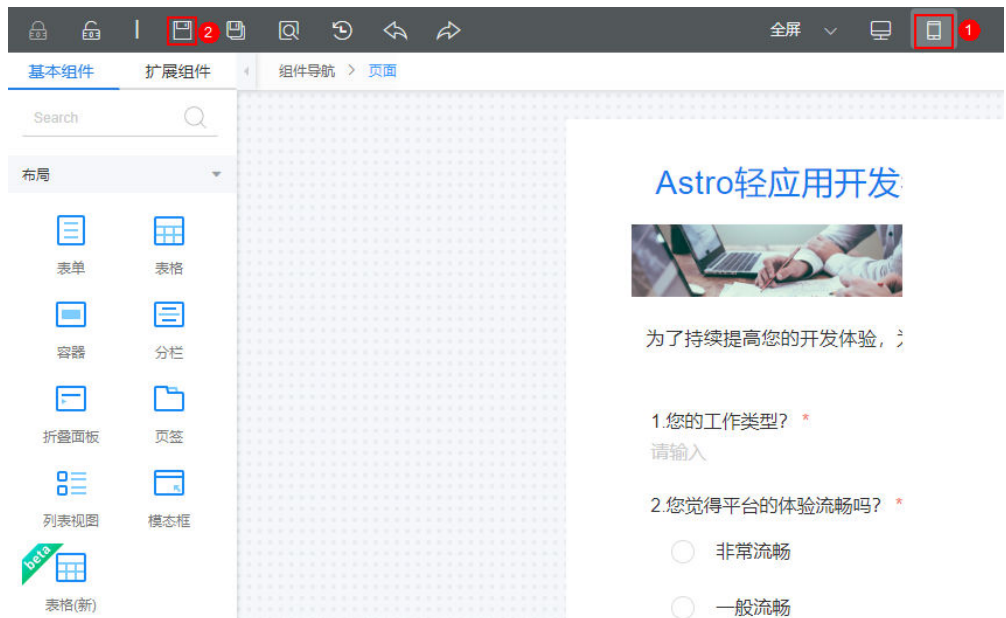 2
全屏
1
基本组件
扩展组件
组件导航 > 页面
Search
布局
表单
表格
容器
分栏
折叠面板
页签
列表视图
模态框
beta
表格(新)
Astro轻应用开发
为了持续提高您的开发体验,
1.您的工作类型? *
请输入
2.您觉得平台的体验流畅吗? *
非常流畅
一般流畅